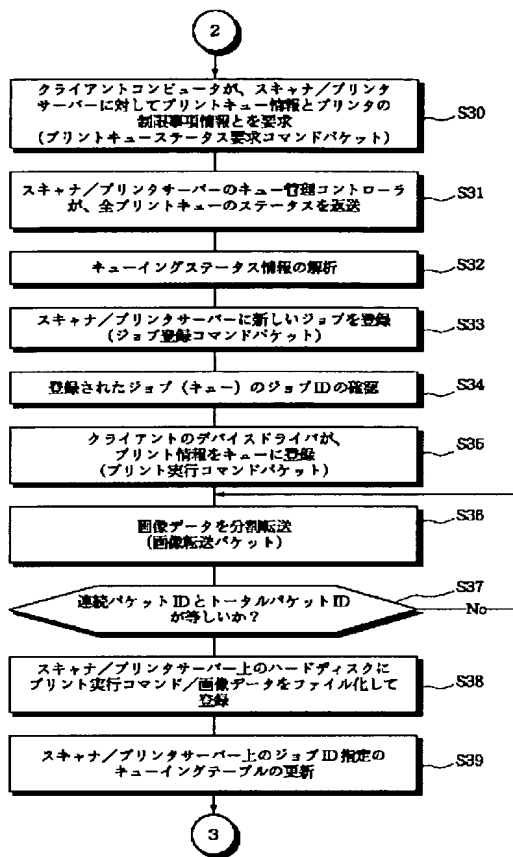 2
クライアントコンピュータが、スキャナ/プリンタ
サーバーに対してプリントキュー情報とプリンタの
制限事項情報とを要求
(プリントキューステータス要求コマンドパケット)
S30
スキャナ/プリンタサーバーのキュー管理コントローラ
が、全プリントキューのステータスを返送
S31
キューイングステータス情報の解析
S32
スキャナ/プリンタサーバーに新しいジョブを登録
(ジョブ登録コマンドパケット)
S33
登録されたジョブ(キュー)のジョブIDの確認
S34
クライアントのデバイスドライバが、
プリント情報をキューに登録
(プリント実行コマンドパケット)
S35
画像データを分割転送
(画像転送パケット)
S36
連続パケットIDとトータルパケットID
が等しいか?
S37
No
スキャナ/プリンタサーバー上のハードディスクに
プリント実行コマンド/画像データをファイル化して
登録
S38
スキャナ/プリンタサーバー上のジョブID指定の
キューイングテーブルの更新
S39
3